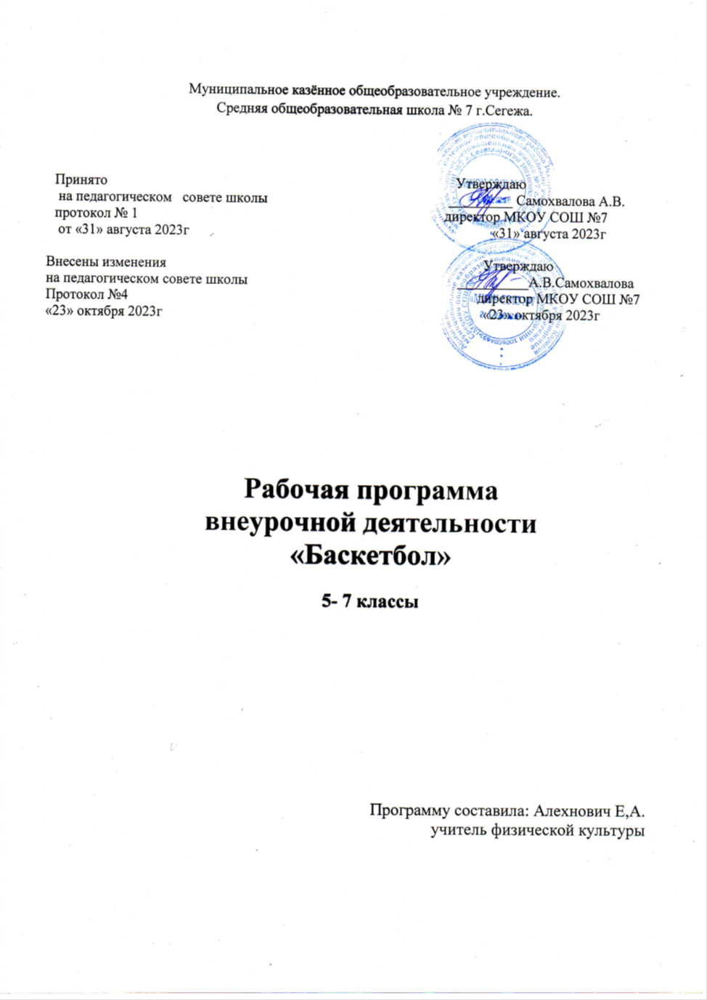 Муниципальное казённое общеобразовательное учреждение.
Средняя общеобразовательная школа № 7 г.Сегежа.
Принято
на педагогическом совете школы
протокол № 1
от «31» августа 2023г
Утверждаю
Самохвалова А.В.
директор МКОУ СОШ №7
«31» августа 2023г
Внесены изменения
на педагогическом совете школы
Протокол №4
«23» октября 2023г
Утверждаю
А.В.Самохвалова
директор МКОУ СОШ №7
«23» октября 2023г
Рабочая программа
внеурочной деятельности
«Баскетбол»
5- 7 классы
Программу составила: Алехнович Е,А.
учитель физической культуры